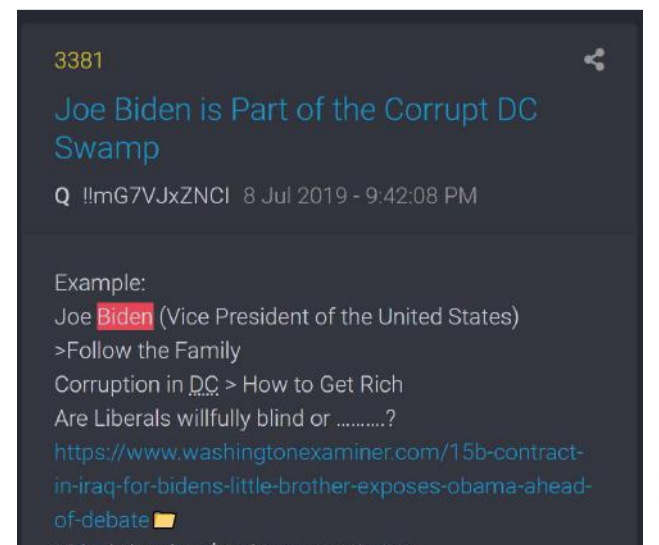 3381
Joe Biden is Part of the Corrupt DC
Swamp
Q !!mG7VJxZNCI 8 Jul 2019 - 9:42:08 PM
Example:
Joe Biden (Vice President of the United States)
>Follow the Family
Corruption in DC > How to Get Rich
Are Liberals willfully blind or ..........?
https://www.washingtonexaminer.com/15b-contract-
in-iraq-for-bidens-little-brother-exposes-obama-ahead-
of-debate